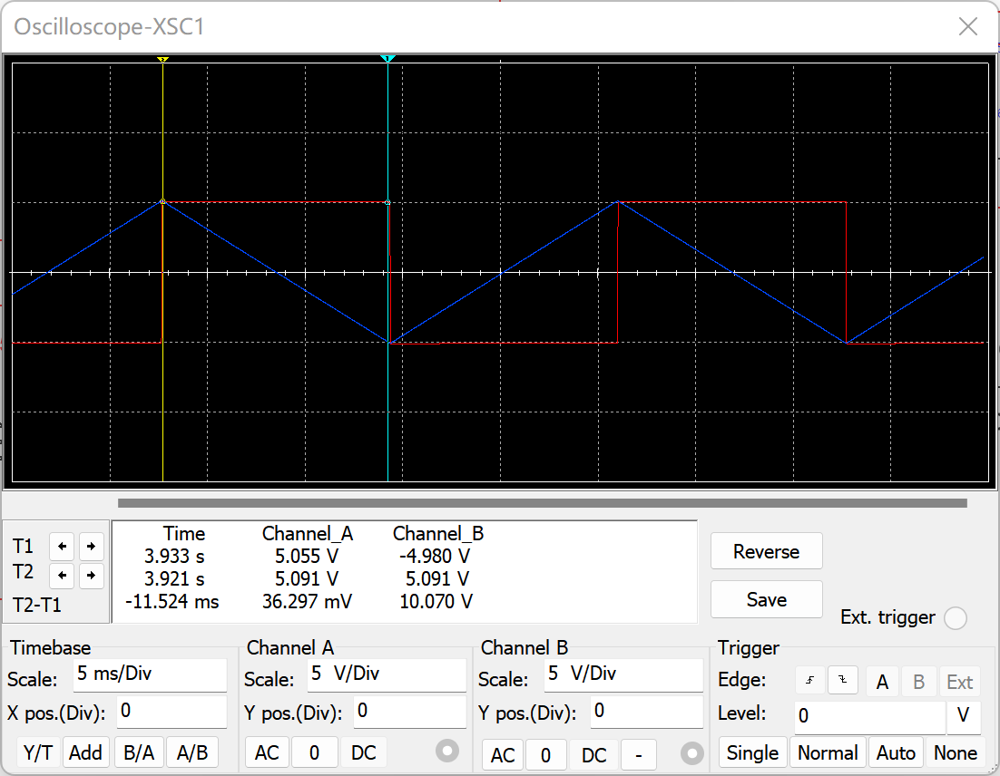 Oscilloscope-XSC1
2
1
Time Channel_A Channel_B
T1 3.933 s 5.055 V -4.980 V
T2 3.921 s 5.091 V 5.091 V
T2-T1 -11.524 ms 36.297 mV 10.070 V
Reverse
Save
Ext. trigger
Timebase Channel A Channel B Trigger
Scale: 5 ms/Div Scale: 5 V/Div Scale: 5 V/Div Edge: A B Ext
X pos.(Div): 0 Y pos.(Div): 0 Y pos.(Div): 0 Level: 0 V
Y/T Add B/A A/B AC 0 DC AC 0 DC - Single Normal Auto None